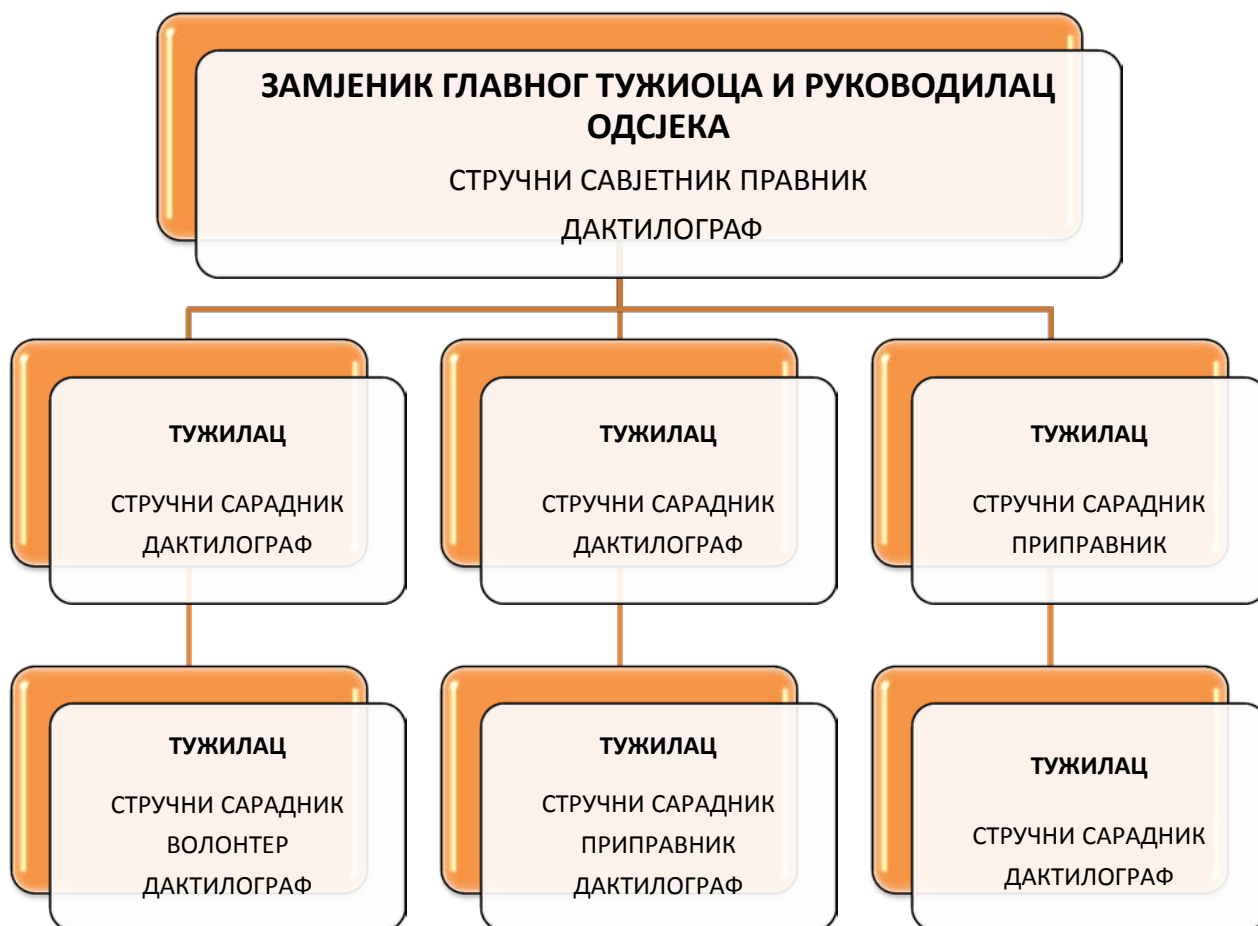 ЗАМЈЕНИК ГЛАВНОГ ТУЖИОЦА И РУКОВОДИЛАЦ
ОДСЈЕКА
СТРУЧНИ САВЈЕТНИК ПРАВНИК
ДАКТИЛОГРАФ
ТУЖИЛАЦ
СТРУЧНИ САРАДНИК
ДАКТИЛОГРАФ
ТУЖИЛАЦ
СТРУЧНИ САРАДНИК
ДАКТИЛОГРАФ
ТУЖИЛАЦ
СТРУЧНИ САРАДНИК
ПРИПРАВНИК
ТУЖИЛАЦ
СТРУЧНИ САРАДНИК
ВОЛОНТЕР
ДАКТИЛОГРАФ
ТУЖИЛАЦ
СТРУЧНИ САРАДНИК
ПРИПРАВНИК
ДАКТИЛОГРАФ
ТУЖИЛАЦ
СТРУЧНИ САРАДНИК
ДАКТИЛОГРАФ